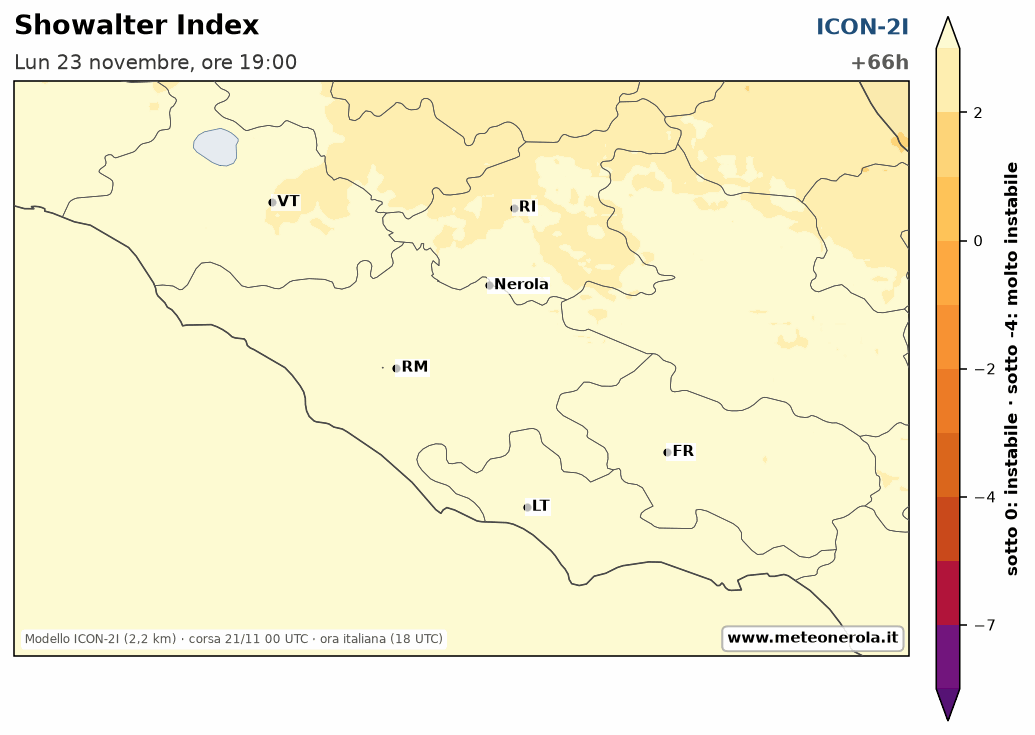 Showalter Index
ICON-2I
Lun 23 novembre, ore 19:00
+66h
VT
RI
Nerola
RM
FR
LT
2
0
−2
−4
−7
sotto 0: instabile · sotto -4: molto instabile
Modello ICON-2I (2,2 km) · corsa 21/11 00 UTC · ora italiana (18 UTC)
www.meteonerola.it